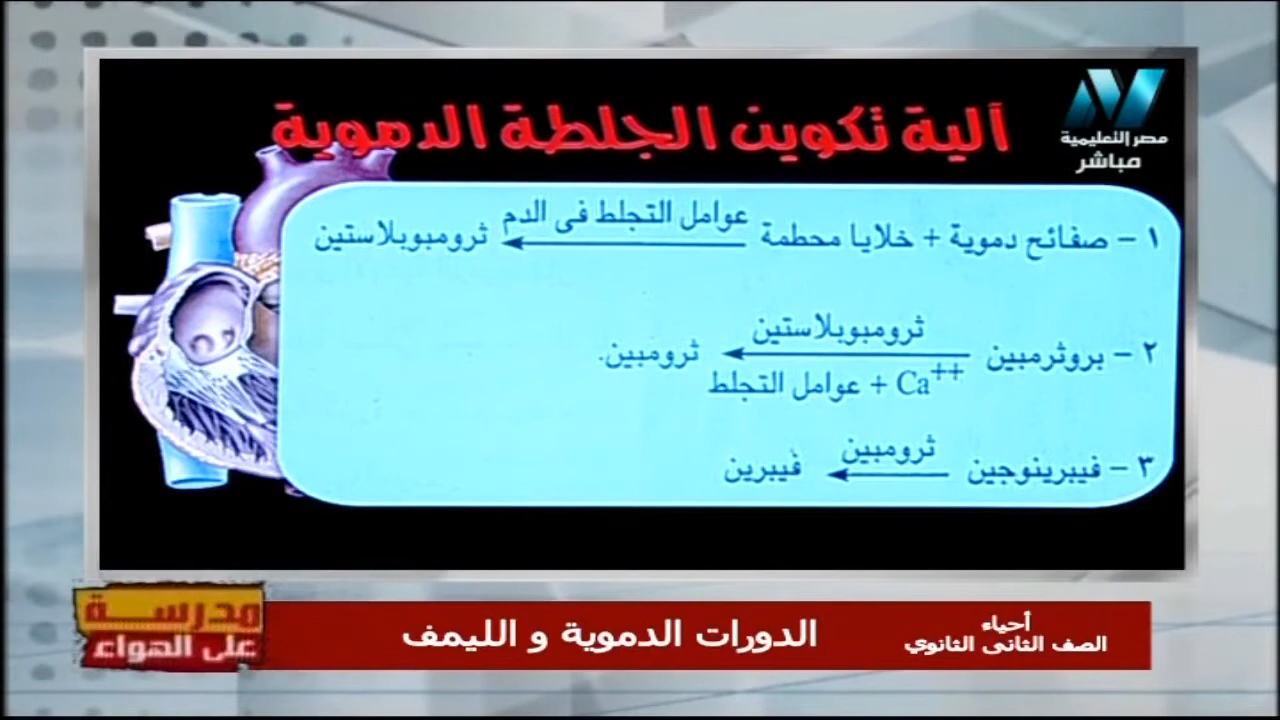 آلية تكوين الجلطة الدموية
مصر التعليمية
مباشر
عوامل التجلط فى الدم
١ – صفائح دموية + خلايا محطمة ثرومبوبلاستين
ثرومبوبلاستين
٢ – بروثرمبين ثرومبين.
Ca++ + عوامل التجلط
ثرومبين
٣ – فيبرينوجين فيبرين
مدرسة
على الهواء
أحياء
الصف الثانى الثانوي
الدورات الدموية و الليمف